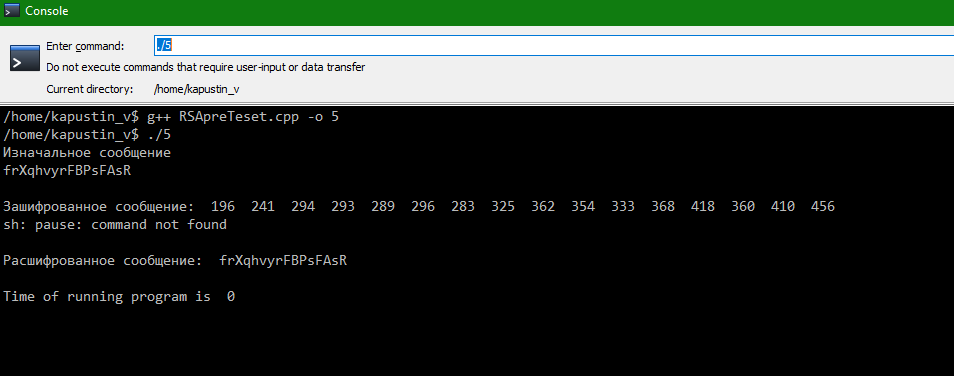 Console
Enter command:
./5
Do not execute commands that require user-input or data transfer
Current directory: /home/kapustin_v
/home/kapustin_v$ g++ RSApreTeset.cpp -o 5
/home/kapustin_v$ ./5
Изначальное сообщение
frXqhvyrFBPsFAsR
Зашифрованное сообщение:  196  241  294  293  289  296  283  325  362  354  333  368  418  360  410  456
sh: pause: command not found
Расшифрованное сообщение:  frXqhvyrFBPsFAsR
Time of running program is  0